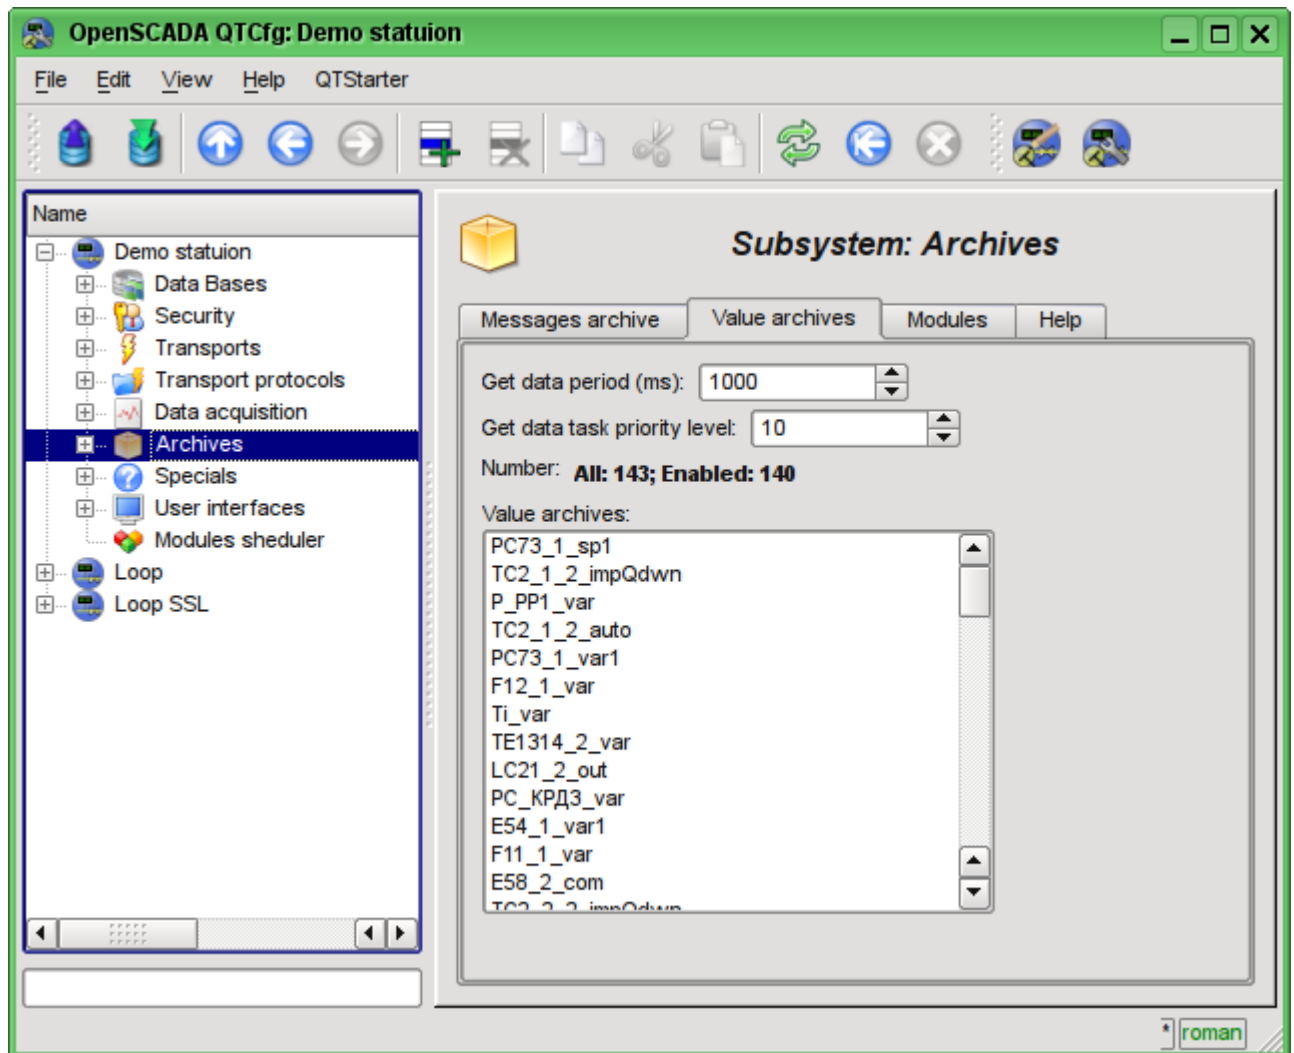 OpenSCADA QTCfg: Demo statuion
File Edit View Help QTStarter
Name
Demo statuion
Data Bases
Security
Transports
Transport protocols
Data acquisition
Archives
Specials
User interfaces
Modules sheduler
Loop
Loop SSL
Subsystem: Archives
Messages archive Value archives Modules Help
Get data period (ms): 1000
Get data task priority level: 10
Number: All: 143; Enabled: 140
Value archives:
PC73_1_sp1
TC2_1_2_impQdwn
P_PP1_var
TC2_1_2_auto
PC73_1_var1
F12_1_var
Ti_var
TE1314_2_var
LC21_2_out
PC_КРД3_var
E54_1_var1
F11_1_var
E58_2_com
TC2_2_2_impQdwn
* roman